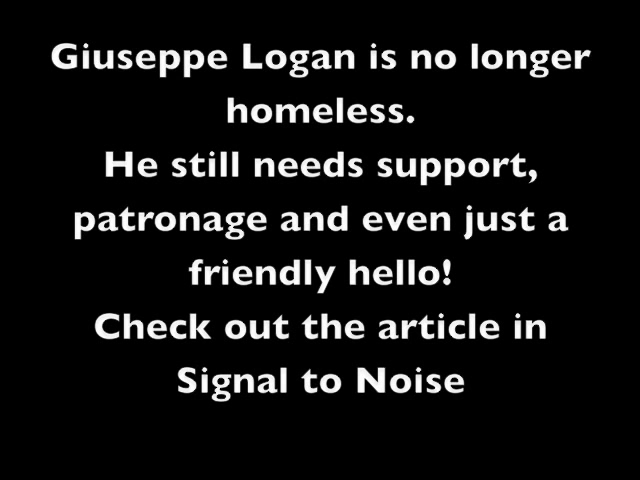 Giuseppe Logan is no longer
homeless.
He still needs support,
patronage and even just a
friendly hello!
Check out the article in
Signal to Noise